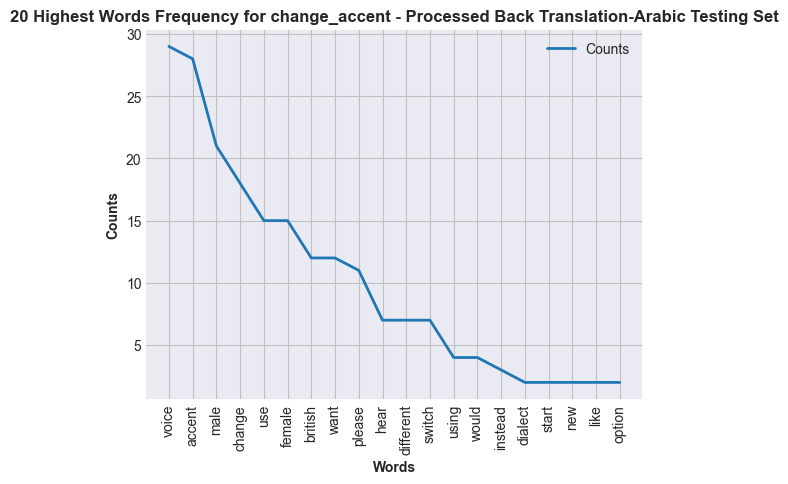 20 Highest Words Frequency for change_accent - Processed Back Translation-Arabic Testing Set
Counts
30
25
20
15
10
5
Counts
voice
accent
male
change
use
female
british
want
please
hear
different
switch
using
would
instead
dialect
start
new
like
option
Words